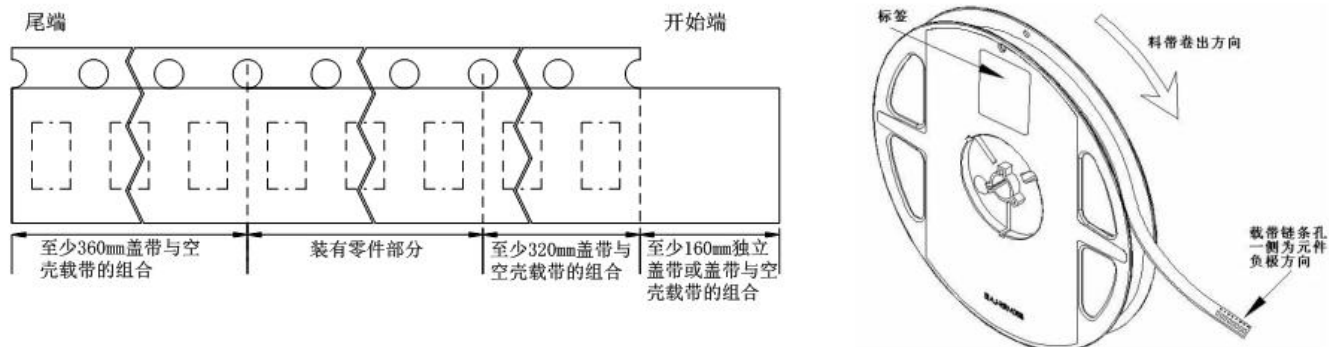 尾端
开始端
至少360mm盖带与空
壳载带的组合
装有零件部分
至少320mm盖带与
空壳载带的组合
至少160mm独立
盖带或盖带与空
壳载带的组合
标签
料带卷出方向
载带链条孔
一侧为元件
负极方向